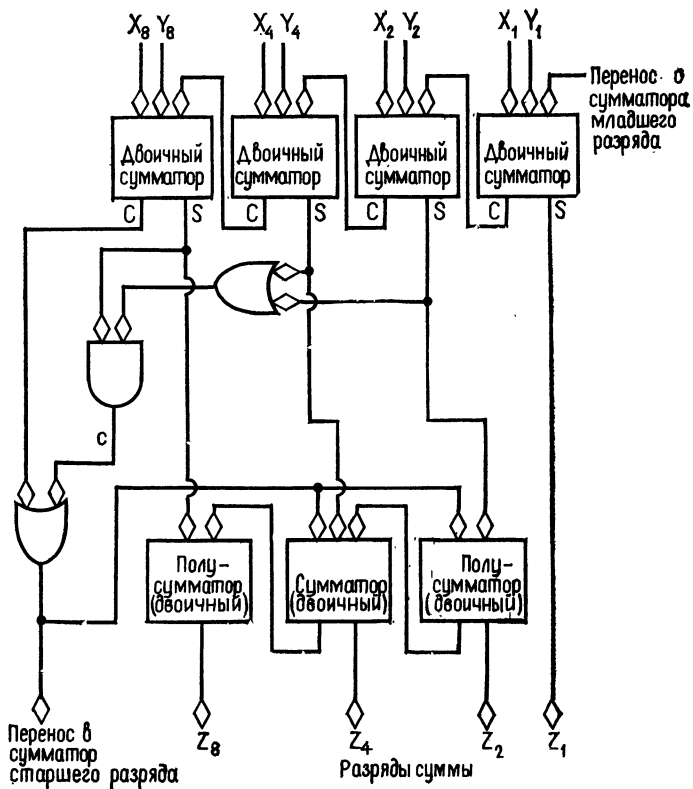 X8 Y8 X4 Y4 X2 Y2 X1 Y1
Перенос в
сумматора
младшего
разряда
Двоичный
сумматор
Двоичный
сумматор
Двоичный
сумматор
Двоичный
сумматор
C S S C S C S
C
Полу-
сумматор
(двоичный)
Сумматор
(двоичный)
Полу-
сумматор
(двоичный)
Перенос в
сумматор
старшего разряда
Z8 Z4 Z2 Z1
Разряды суммы